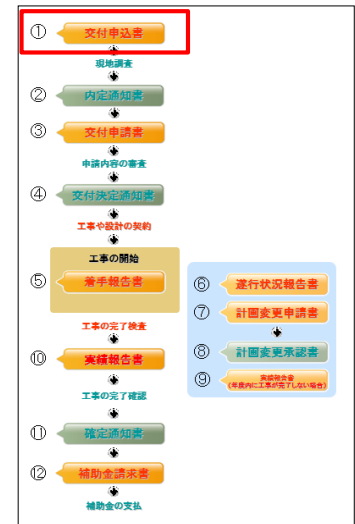 ① 交付申込書
現地調査
② 内定通知書
③ 交付申請書
申請内容の審査
④ 交付決定通知書
工事や設計の契約
工事の開始
⑤ 着手報告書
⑥ 遂行状況報告書
⑦ 計画変更申請書
⑧ 計画変更承認書
⑨ 実績報告書
(年度内に工事が完了しない場合)
工事の完了検査
⑩ 実績報告書
工事の完了確認
⑪ 確定通知書
⑫ 補助金請求書
補助金の支払